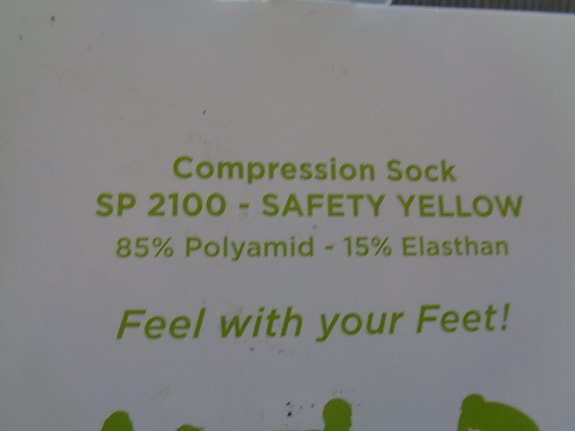 Compression Sock
SP 2100 - SAFETY YELLOW
85% Polyamid - 15% Elasthan
Feel with your Feet!